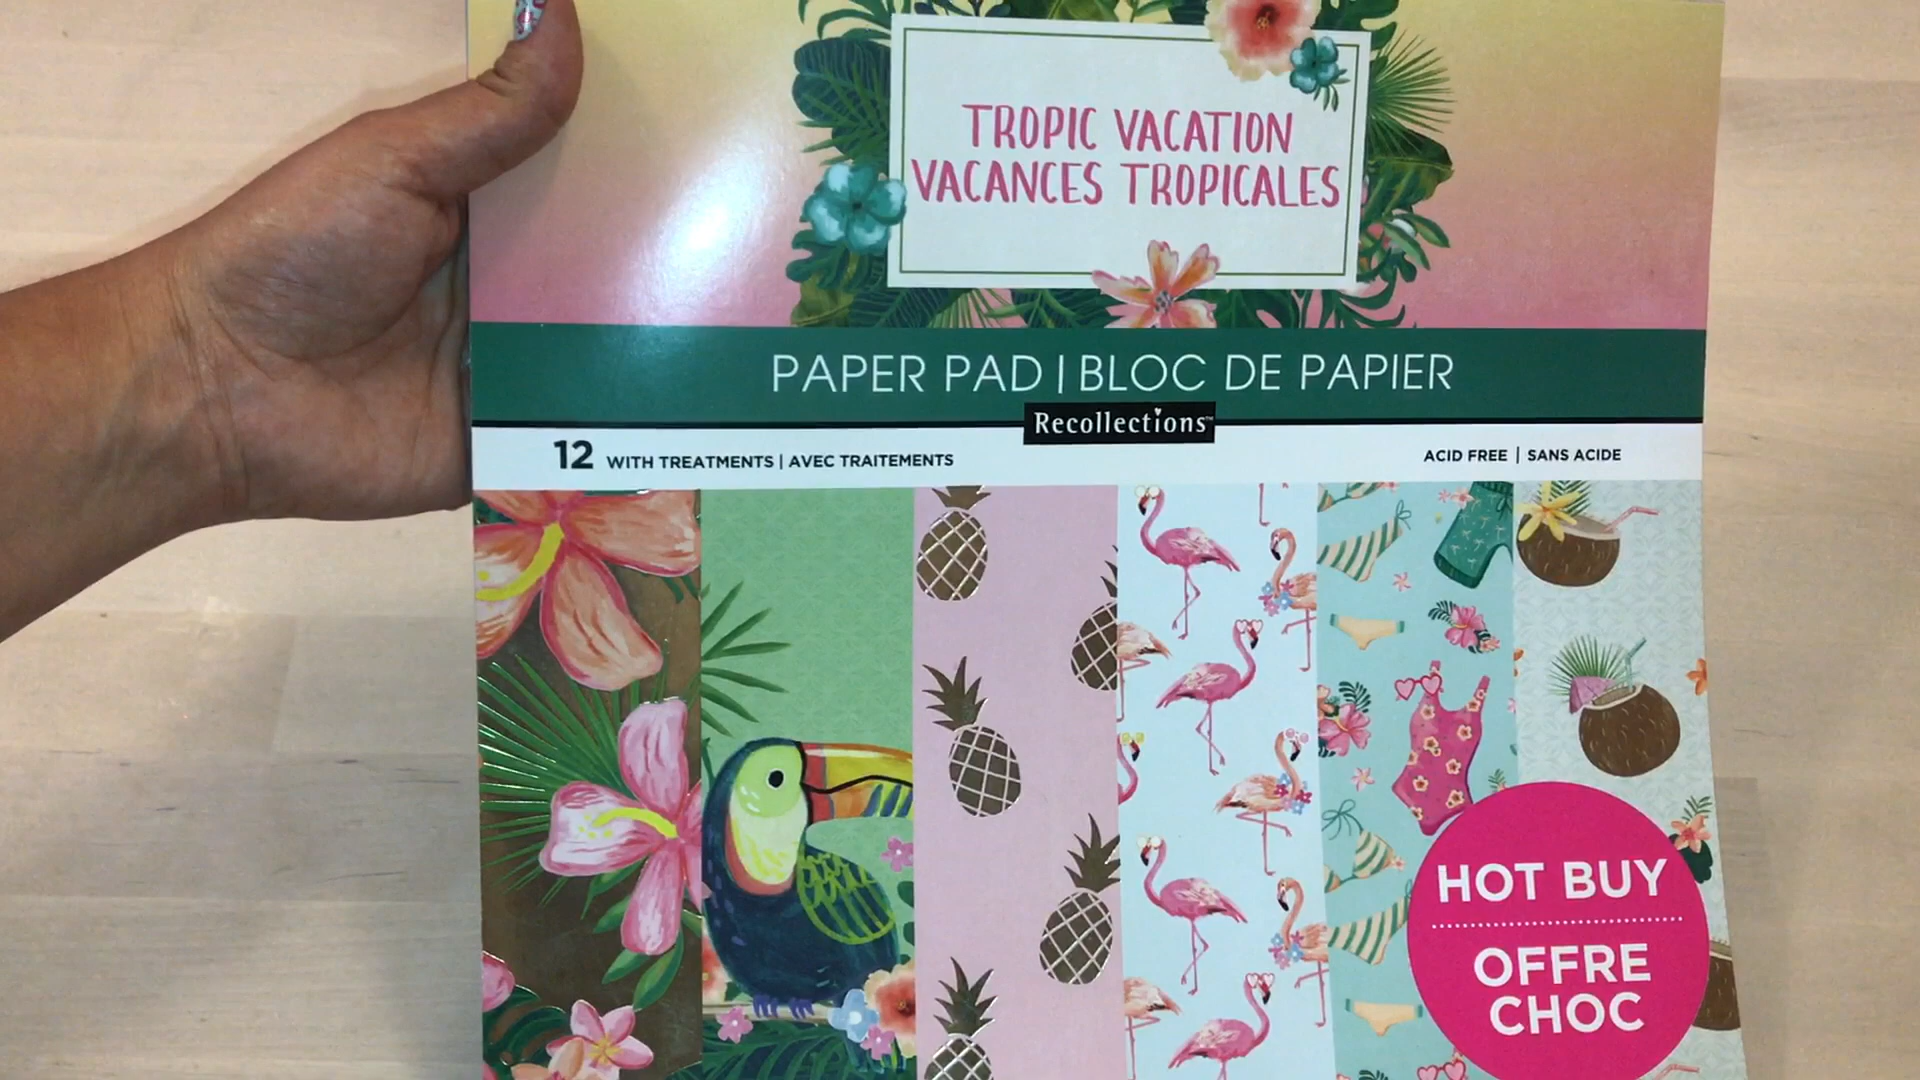 TROPIC VACATION
VACANCES TROPICALES
PAPER PAD | BLOC DE PAPIER
Recollections™
12 WITH TREATMENTS | AVEC TRAITEMENTS
ACID FREE | SANS ACIDE
HOT BUY
OFFRE
CHOC